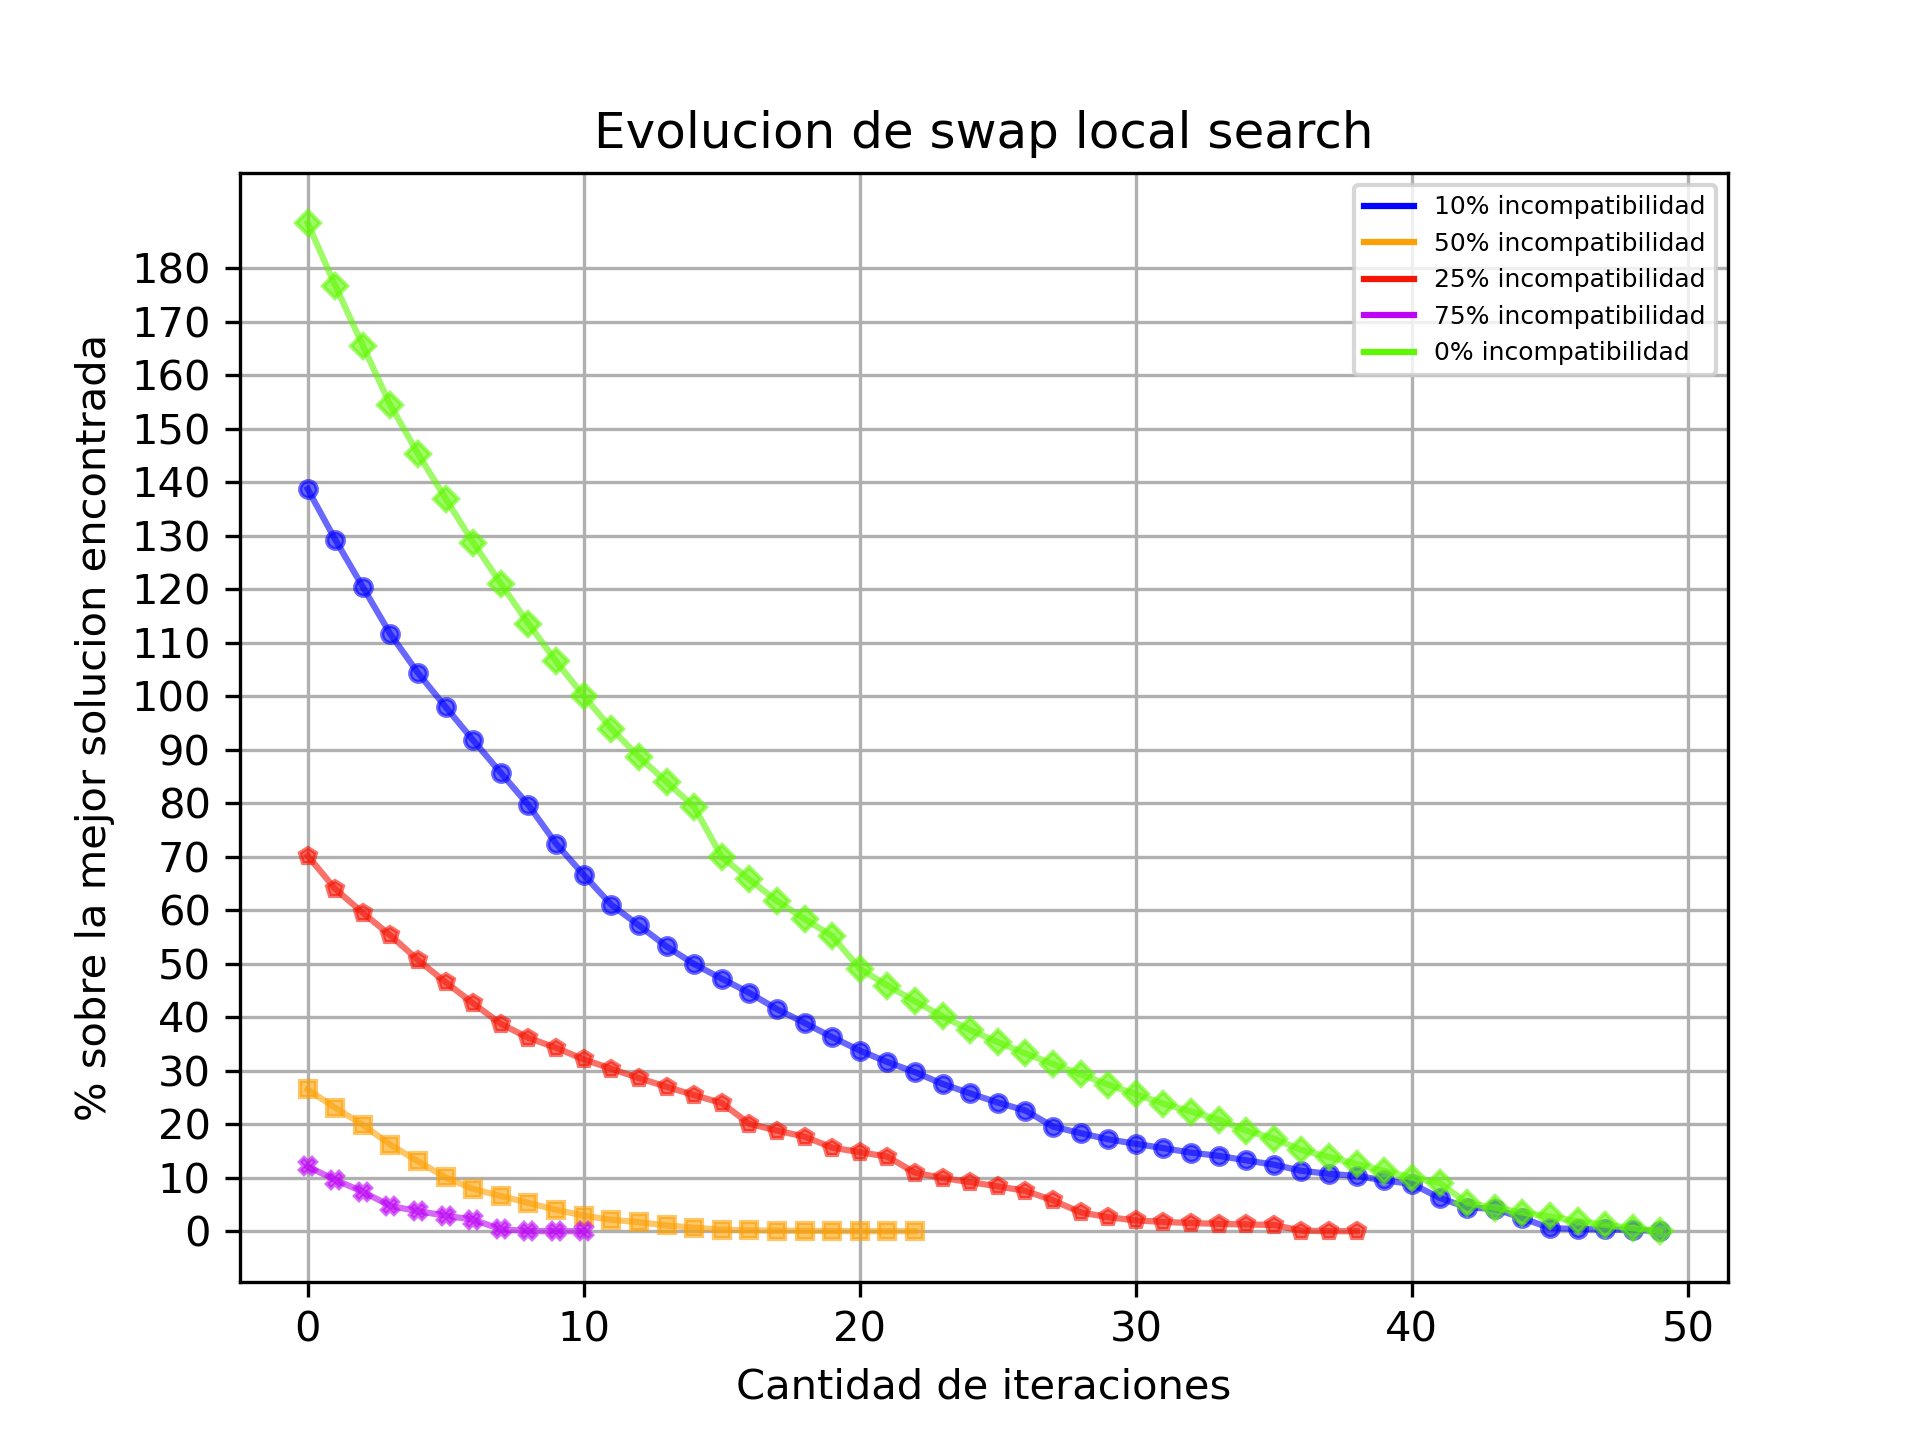 Evolucion de swap local search
10% incompatibilidad
50% incompatibilidad
25% incompatibilidad
75% incompatibilidad
0% incompatibilidad
% sobre la mejor solucion encontrada
180
170
160
150
140
130
120
110
100
90
80
70
60
50
40
30
20
10
0
0 10 20 30 40 50
Cantidad de iteraciones